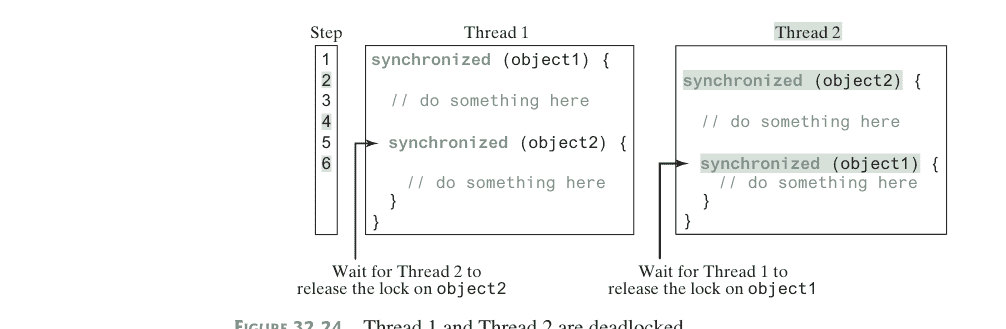 Step Thread 1 Thread 2
1 synchronized (object1) {
2 synchronized (object2) {
3 // do something here
4 // do something here
5 synchronized (object2) {
6 synchronized (object1) {
// do something here // do something here
} }
} }
Wait for Thread 2 to Wait for Thread 1 to
release the lock on object2 release the lock on object1
FIGURE 32.24 Thread 1 and Thread 2 are deadlocked